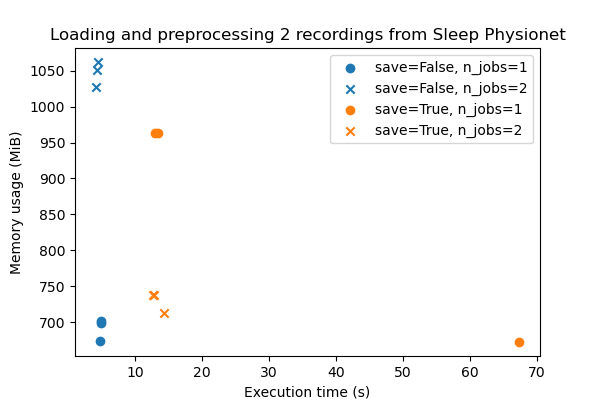 Loading and preprocessing 2 recordings from Sleep Physionet
save=False, n_jobs=1
save=False, n_jobs=2
save=True, n_jobs=1
save=True, n_jobs=2
Memory usage (MiB)
1050
1000
950
900
850
800
750
700
10 20 30 40 50 60 70
Execution time (s)